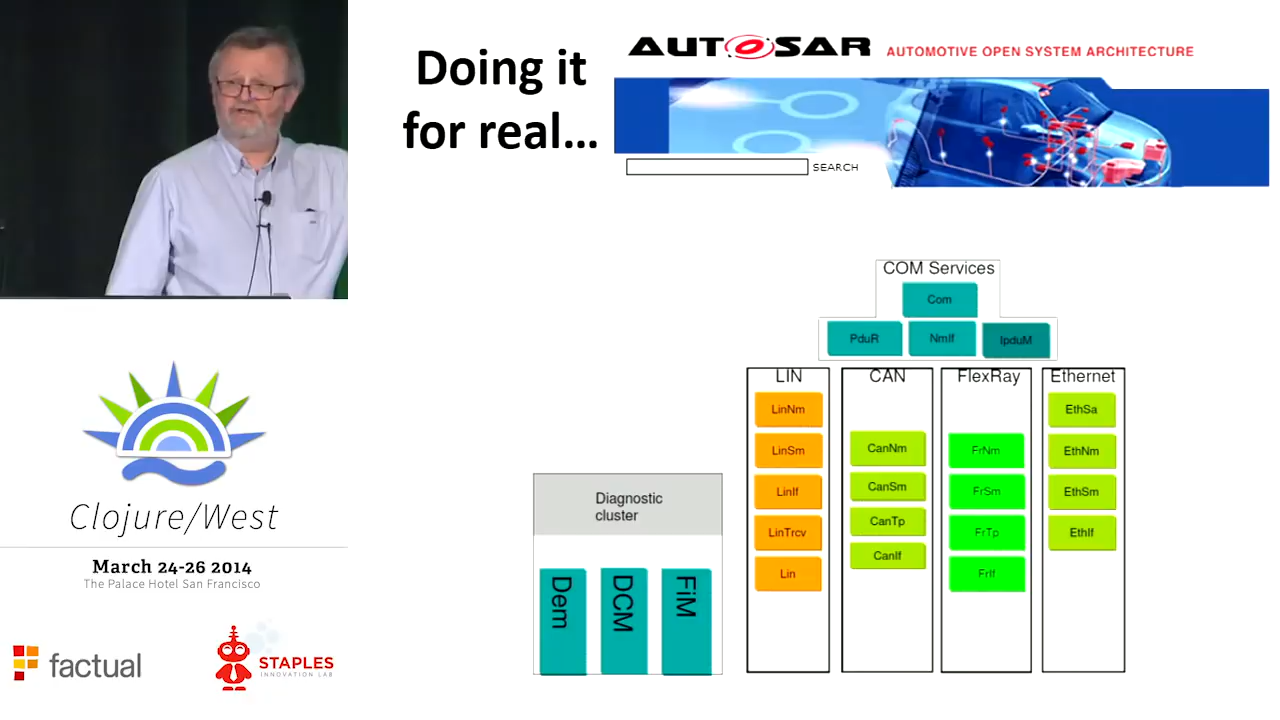 Doing it
for real...
AUTOSAR AUTOMOTIVE OPEN SYSTEM ARCHITECTURE
SEARCH
COM Services
Com
PduR NmIf IpduM
LIN CAN FlexRay Ethernet
LinNm
LinSm
LinIf
LinTrcv
Lin
CanNm
CanSm
CanTp
CanIf
FrNm
FrSm
FrTp
FrIf
EthSa
EthNm
EthSm
EthIf
Diagnostic
cluster
Dem
DCM
FiM
Clojure/West
March 24-26 2014
The Palace Hotel San Francisco
factual
STAPLES
INNOVATION LAB